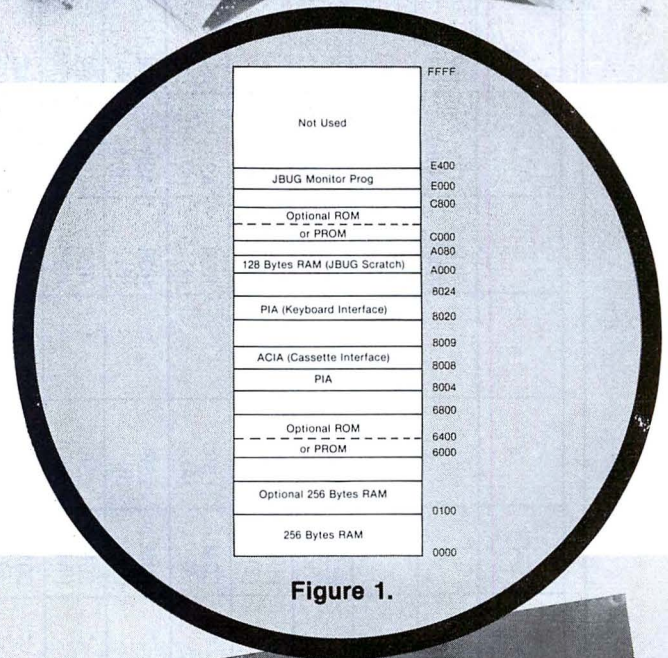 FFFF
Not Used
E400
JBUG Monitor Prog
E000
C800
Optional ROM
or PROM
C000
A080
128 Bytes RAM (JBUG Scratch)
A000
8024
PIA (Keyboard Interface)
8020
8009
ACIA (Cassette Interface)
8008
PIA
8004
6800
Optional ROM
6400
or PROM
6000
Optional 256 Bytes RAM
0100
256 Bytes RAM
0000
Figure 1.